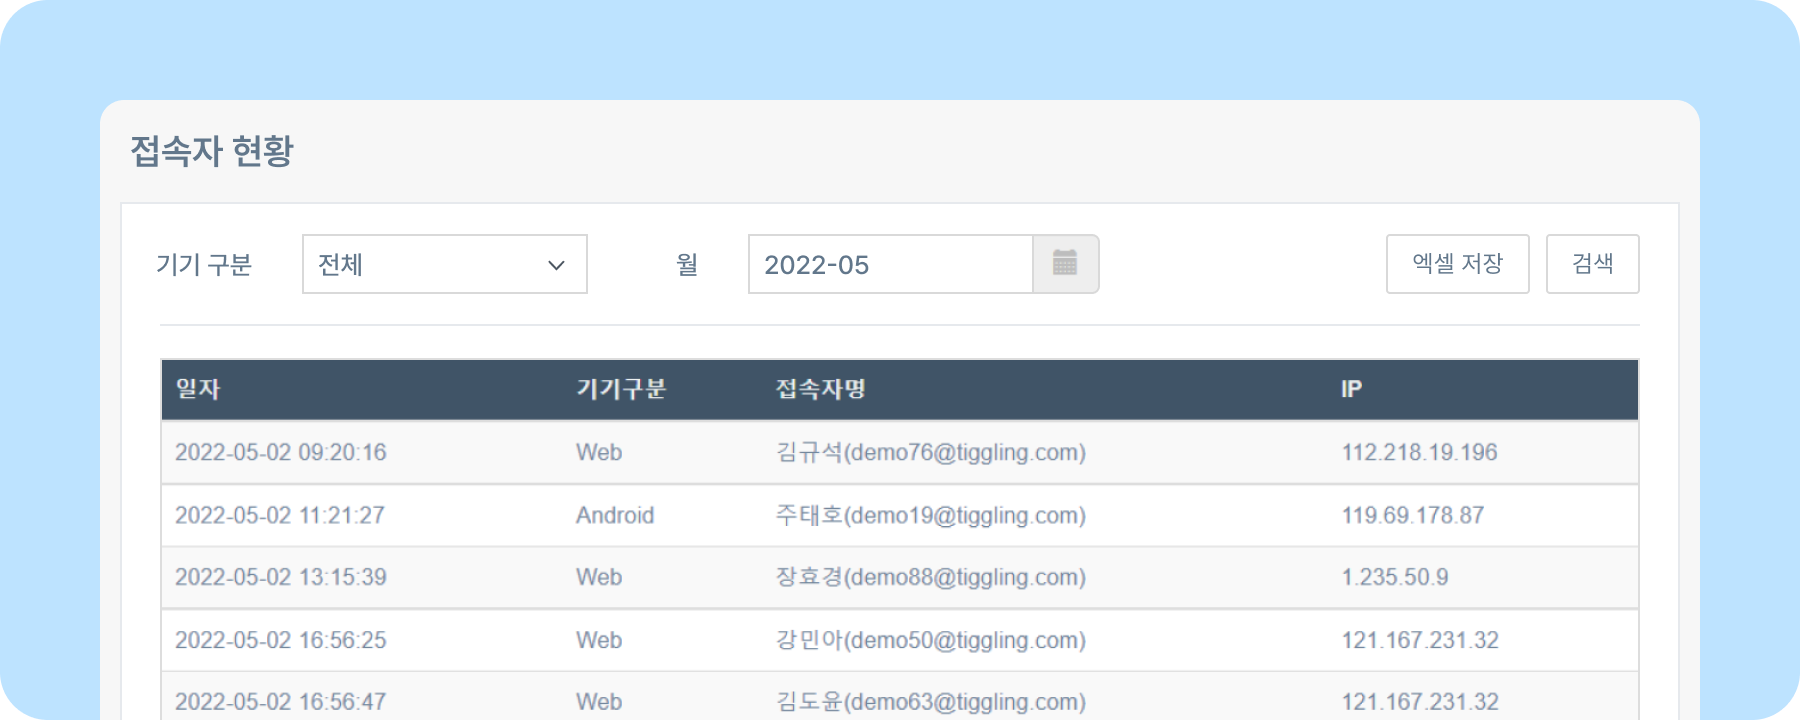 접속자 현황
기기 구분 전체 월 2022-05 엑셀 저장 검색
일자 기기구분 접속자명 IP
2022-05-02 09:20:16 Web 김규석(demo76@tiggling.com) 112.218.19.196
2022-05-02 11:21:27 Android 주태호(demo19@tiggling.com) 119.69.178.87
2022-05-02 13:15:39 Web 장효경(demo88@tiggling.com) 1.235.50.9
2022-05-02 16:56:25 Web 강민아(demo50@tiggling.com) 121.167.231.32
2022-05-02 16:56:47 Web 김도윤(demo63@tiggling.com) 121.167.231.32